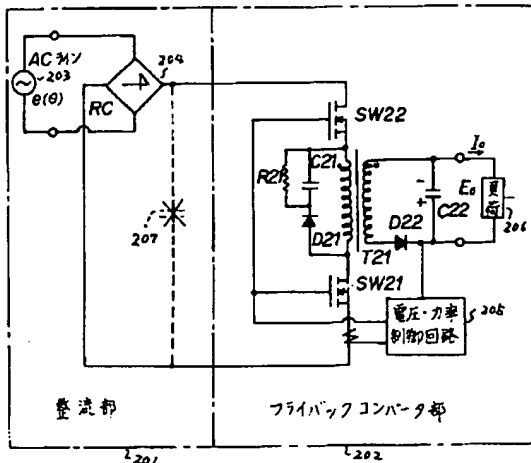 ACライン
203
e(θ)
204
RC
SW22
R21
C21
D21
T21
D22
C22
I₀
E₀
負荷
206
207
SW21
電圧・力率
制御回路
205
整流部
フライバックコンバータ部
201
202